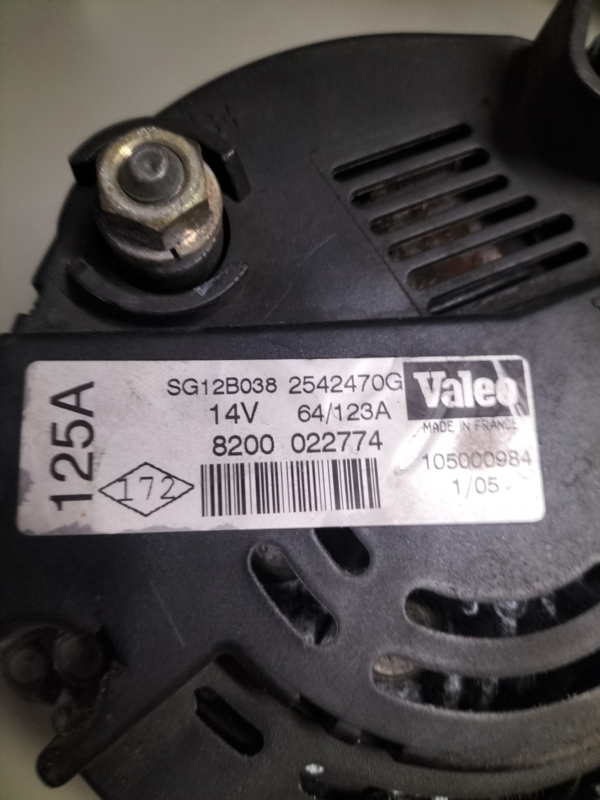 125A
SG12B038 2542470G
14V 64/123A
8200 022774
172
Valeo
MADE IN FRANCE
105000984
1/05